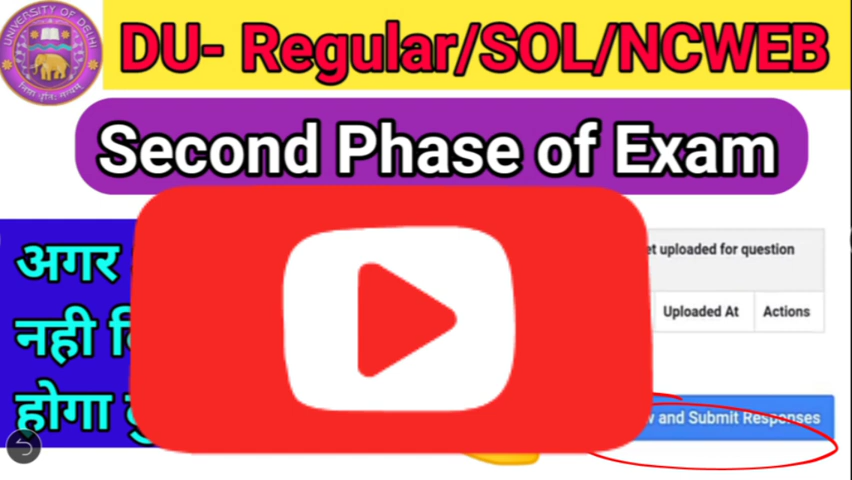 UNIVERSITY OF DELHI
DU- Regular/SOL/NCWEB
Second Phase of Exam
अगर
नही
होगा
uploaded for question
Uploaded At Actions
and Submit Responses